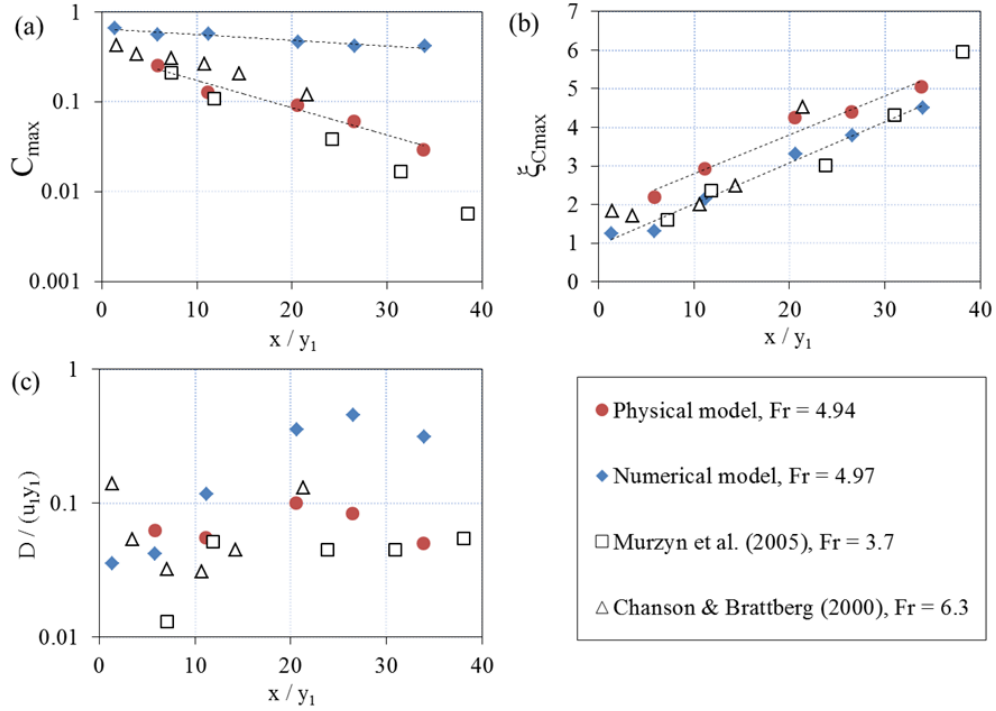 (a)
1
0.1
0.01
0.001
C_max
0 10 20 30 40
x / y₁
(b)
7
6
5
4
3
2
1
0
ξ_Cmax
0 10 20 30 40
x / y₁
(c)
1
0.1
0.01
D / (u₁y₁)
0 10 20 30 40
x / y₁
Physical model, Fr = 4.94
Numerical model, Fr = 4.97
Murzyn et al. (2005), Fr = 3.7
Chanson & Brattberg (2000), Fr = 6.3